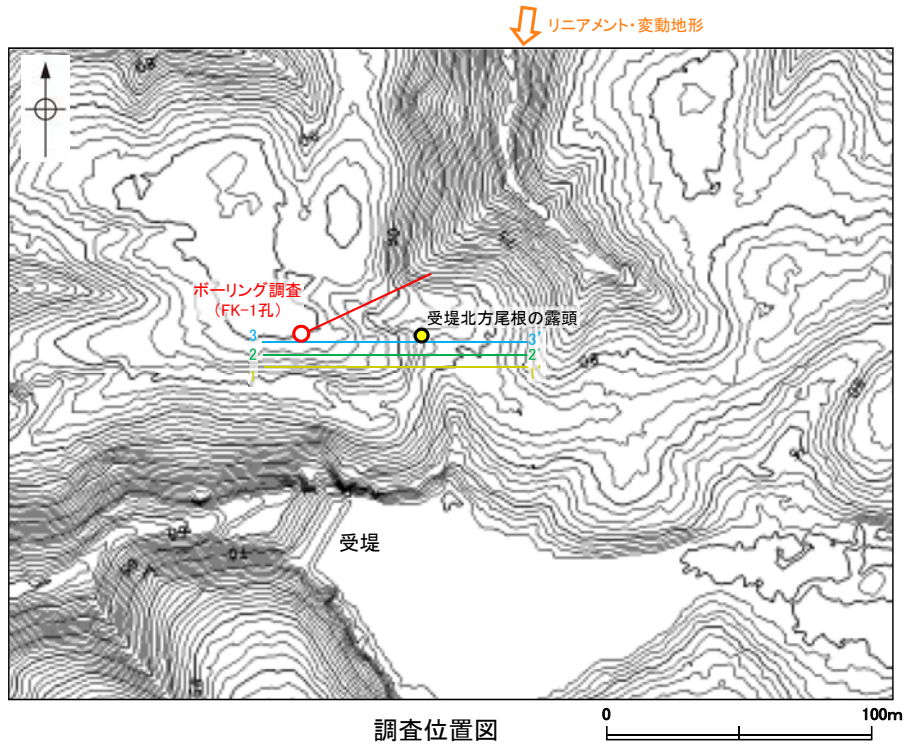 リニアメント・変動地形
ボーリング調査
(FK-1孔)
受堤北方尾根の露頭
3 3'
2 2'
1 1'
受堤
調査位置図
0 100m